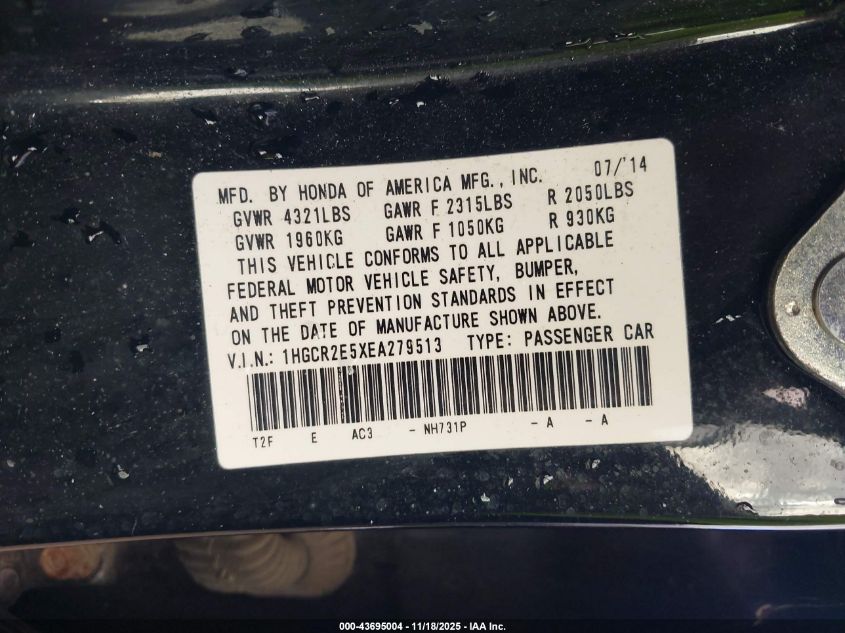 MFD. BY HONDA OF AMERICA MFG., INC. 07/'14
GVWR 4321LBS GAWR F 2315LBS R 2050LBS
GVWR 1960KG GAWR F 1050KG R 930KG
THIS VEHICLE CONFORMS TO ALL APPLICABLE
FEDERAL MOTOR VEHICLE SAFETY, BUMPER,
AND THEFT PREVENTION STANDARDS IN EFFECT
ON THE DATE OF MANUFACTURE SHOWN ABOVE.
V.I.N.: 1HGCR2E5XEA279513 TYPE: PASSENGER CAR
T2F E AC3 - NH731P - A - A
000-43695004 - 11/18/2025 - IAA Inc.